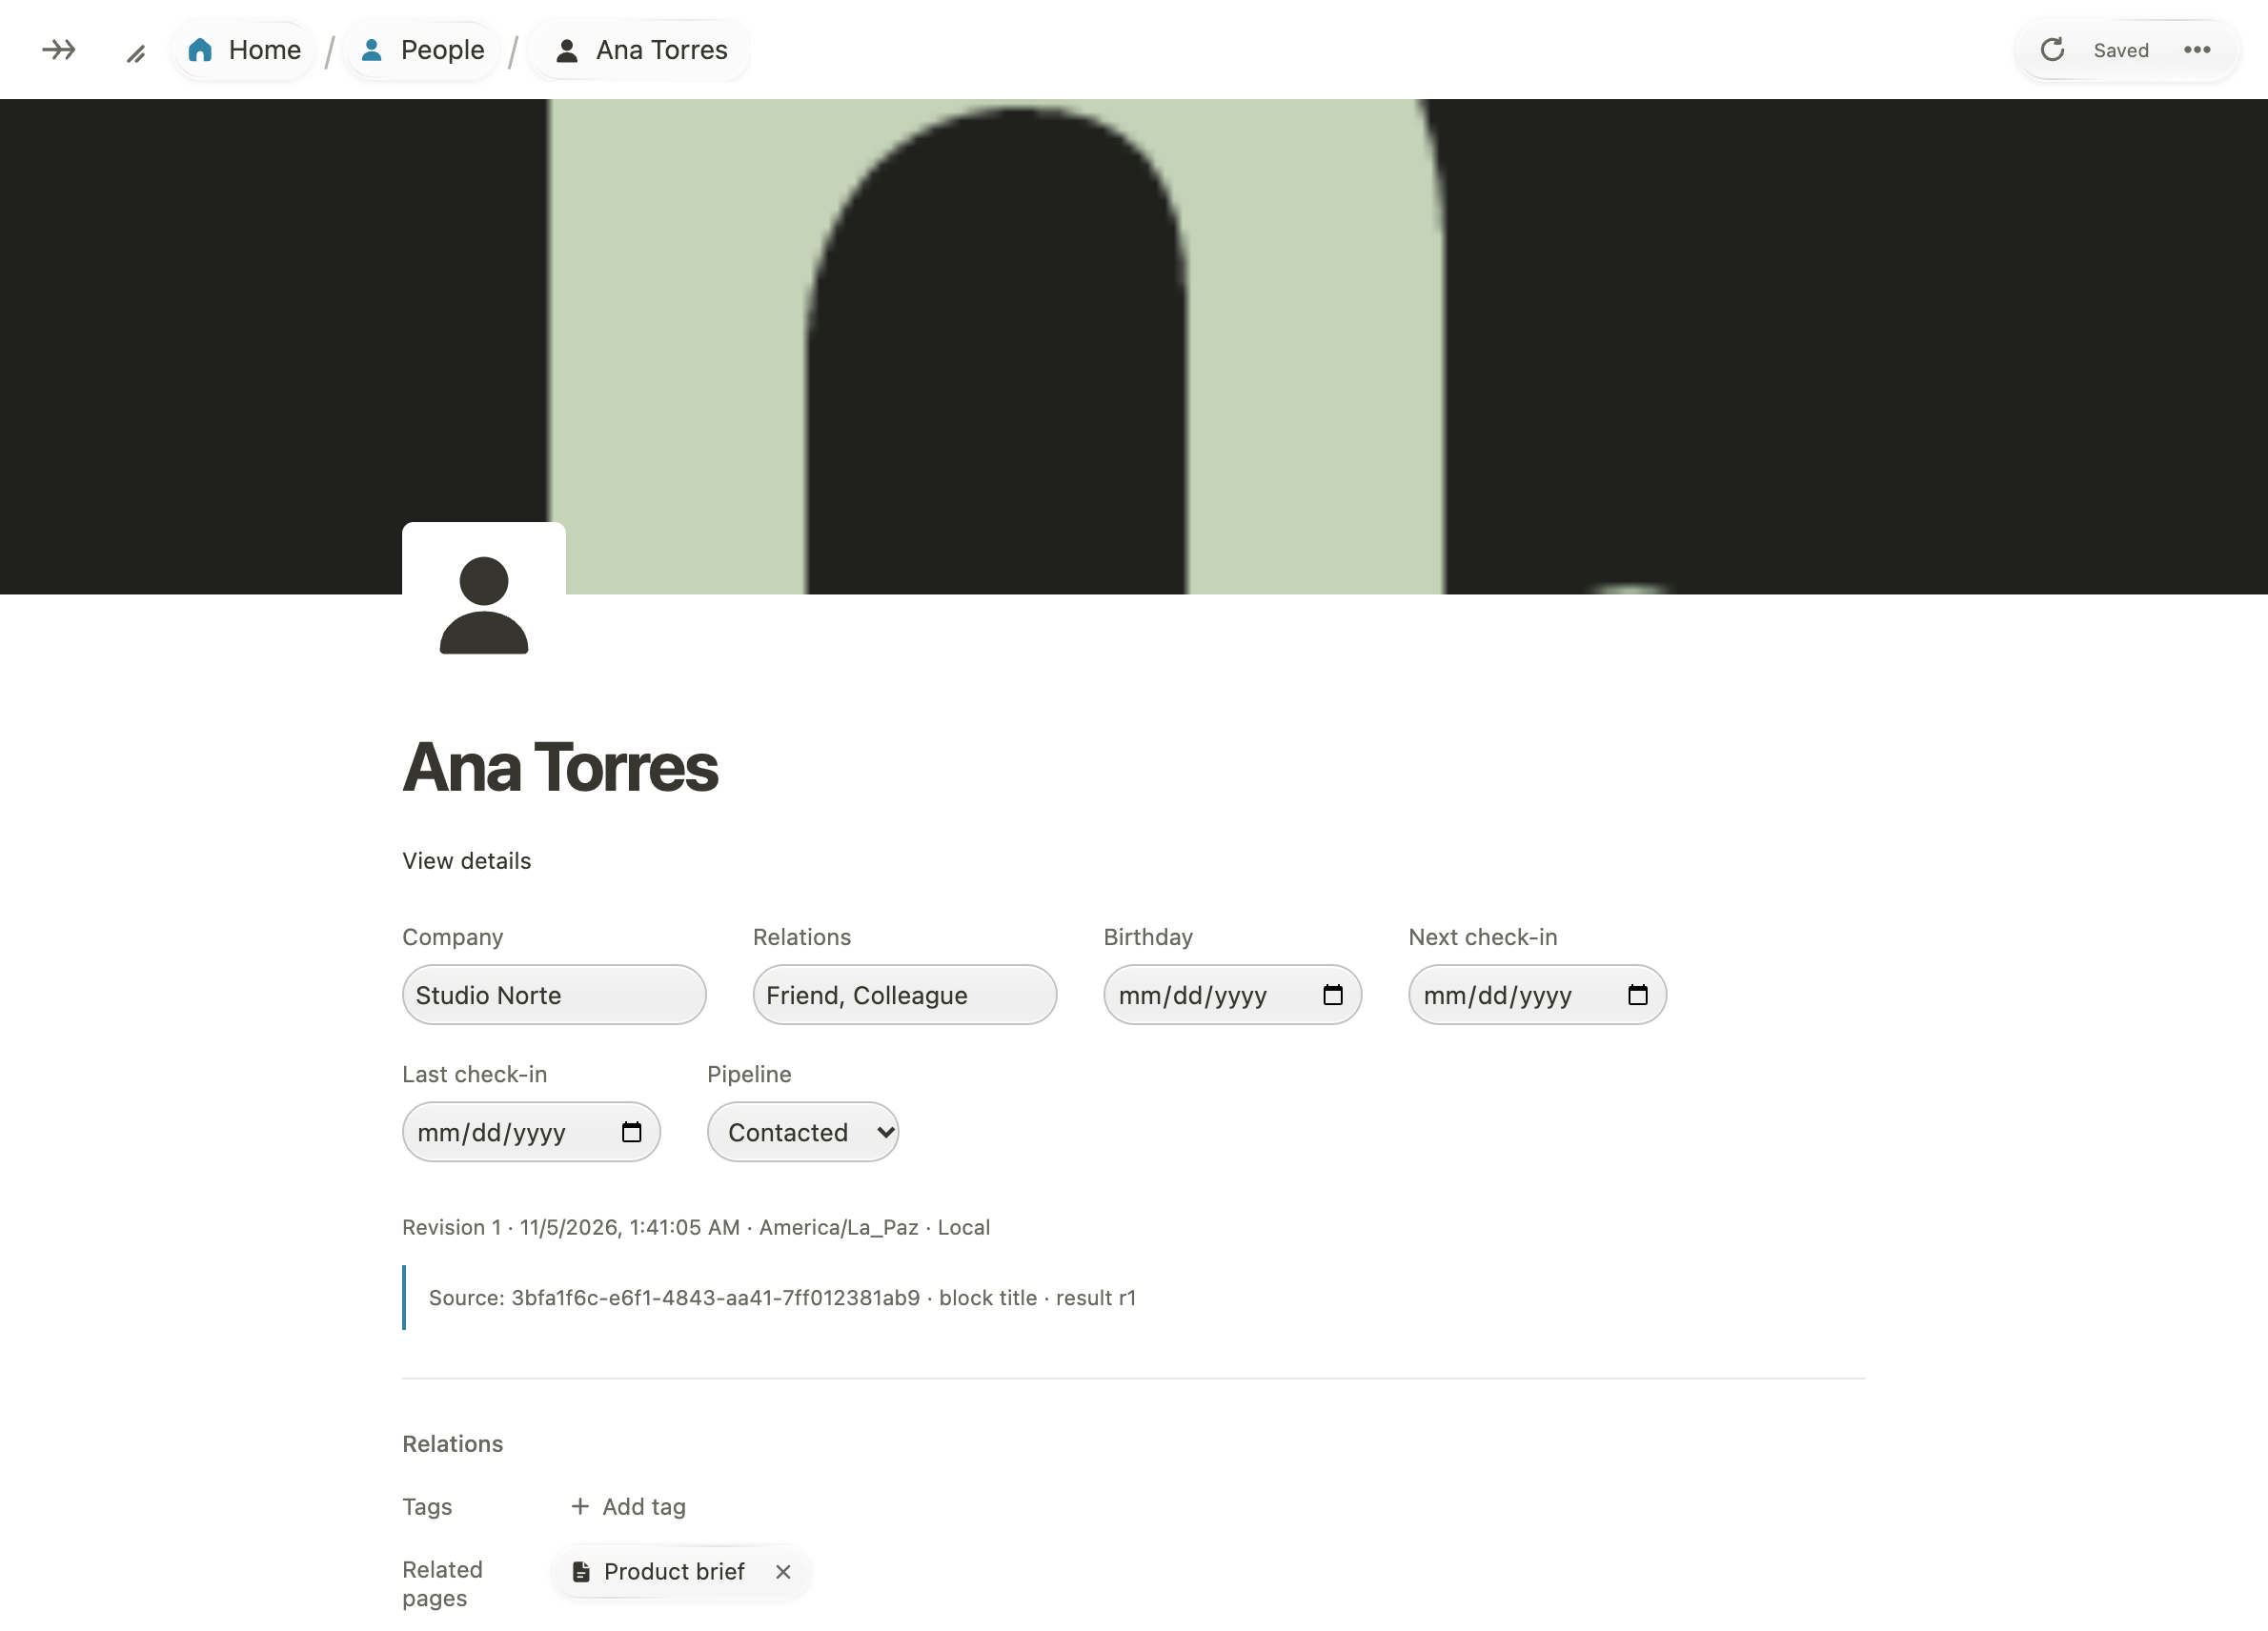 Home / People / Ana Torres
Saved
Ana Torres
View details
Company
Relations
Birthday
Next check-in
Studio Norte
Friend, Colleague
mm/dd/yyyy
mm/dd/yyyy
Last check-in
Pipeline
mm/dd/yyyy
Contacted
Revision 1 · 11/5/2026, 1:41:05 AM · America/La_Paz · Local
Source: 3bfa1f6c-e6f1-4843-aa41-7ff012381ab9 · block title · result r1
Relations
Tags
+ Add tag
Related
pages
Product brief